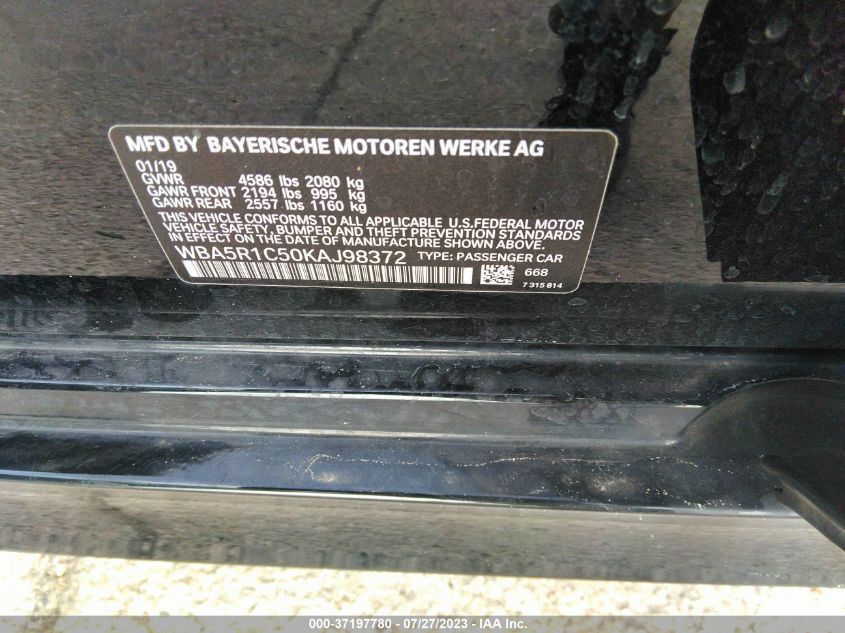 MFD BY BAYERISCHE MOTOREN WERKE AG
01/19
GVWR 4586 lbs 2080 kg
GAWR FRONT 2194 lbs 995 kg
GAWR REAR 2557 lbs 1160 kg
THIS VEHICLE CONFORMS TO ALL APPLICABLE U.S.FEDERAL MOTOR
VEHICLE SAFETY, BUMPER AND THEFT PREVENTION STANDARDS
IN EFFECT ON THE DATE OF MANUFACTURE SHOWN ABOVE.
WBA5R1C50KAJ98372 TYPE: PASSENGER CAR
668
7 315 814
000-37197780 - 07/27/2023 - IAA Inc.